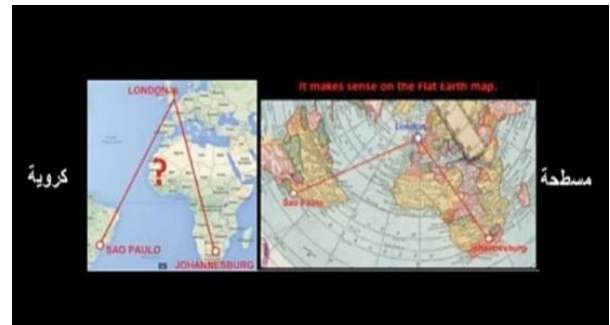 It makes sense on the Flat Earth map.
LONDON
London
كروية
?
مسطحة
Sao Paulo
SAO PAULO
JOHANNESBURG
Johannesburg